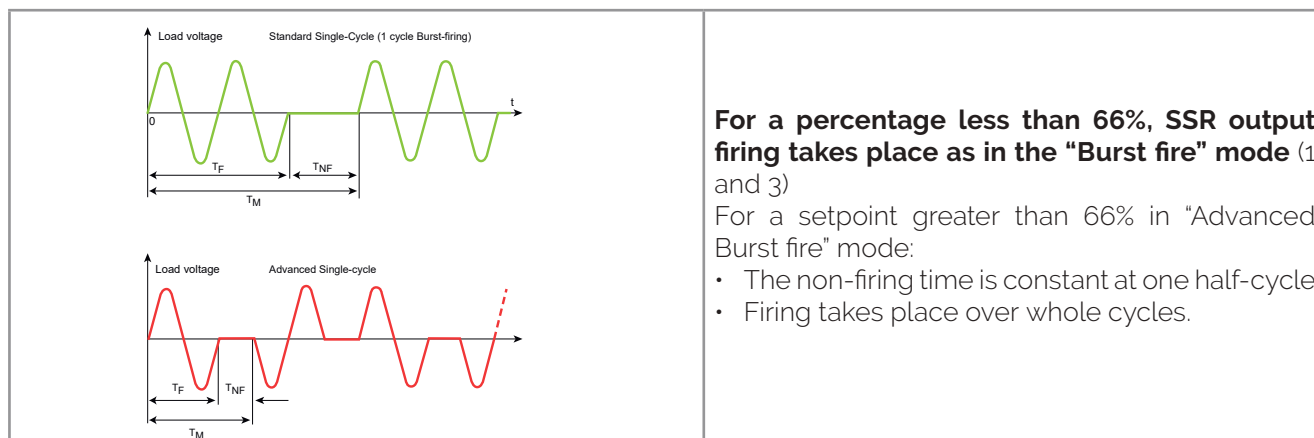 Load voltage
Standard Single-Cycle (1 cycle Burst-firing)
t
0
TF
TNF
TM
Load voltage
Advanced Single-cycle
TF
TNF
TM
For a percentage less than 66%, SSR output
firing takes place as in the “Burst fire” mode (1
and 3)
For a setpoint greater than 66% in “Advanced
Burst fire” mode:
• The non-firing time is constant at one half-cycle
• Firing takes place over whole cycles.